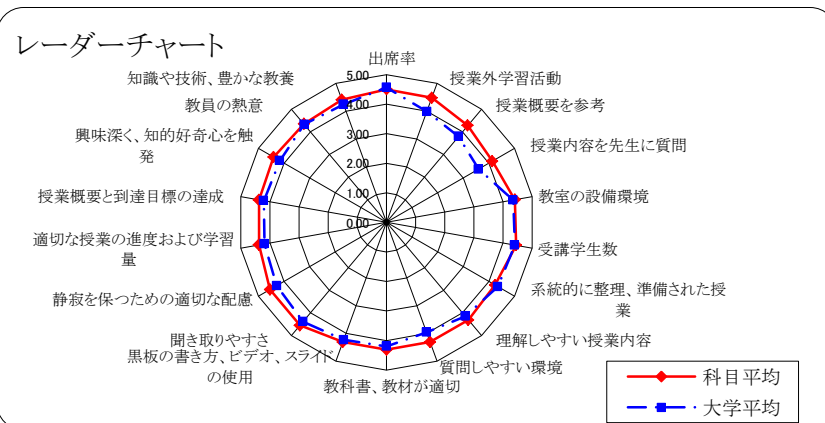 レーダーチャート
出席率
授業外学習活動
授業概要を参考
授業内容を先生に質問
教室の設備環境
受講学生数
系統的に整理、準備された授
業
理解しやすい授業内容
質問しやすい環境
教科書、教材が適切
黒板の書き方、ビデオ、スライド
の使用
聞き取りやすさ
静寂を保つための適切な配慮
適切な授業の進度および学習
量
授業概要と到達目標の達成
興味深く、知的好奇心を触
発
教員の熱意
知識や技術、豊かな教養
5.00
4.00
3.00
2.00
1.00
0.00
科目平均
大学平均